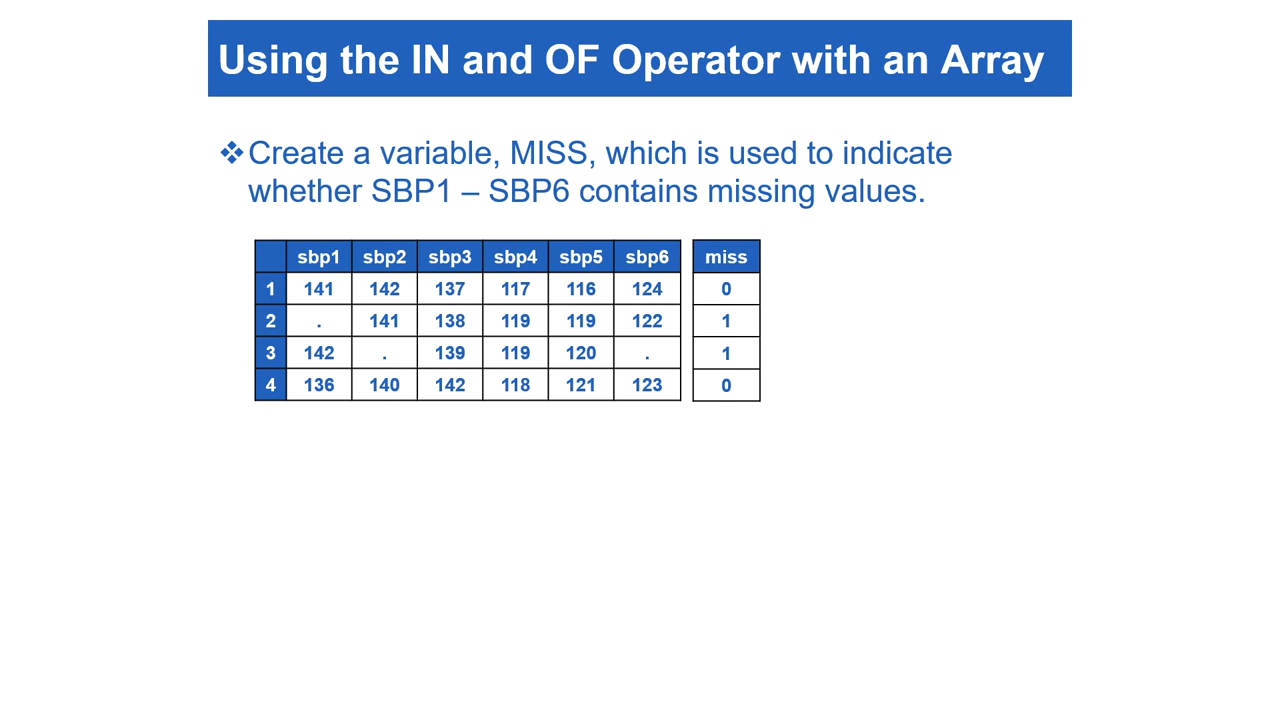 Using the IN and OF Operator with an Array
❖Create a variable, MISS, which is used to indicate
whether SBP1 – SBP6 contains missing values.
sbp1 sbp2 sbp3 sbp4 sbp5 sbp6 miss
1 141 142 137 117 116 124 0
2 . 141 138 119 119 122 1
3 142 . 139 119 120 . 1
4 136 140 142 118 121 123 0